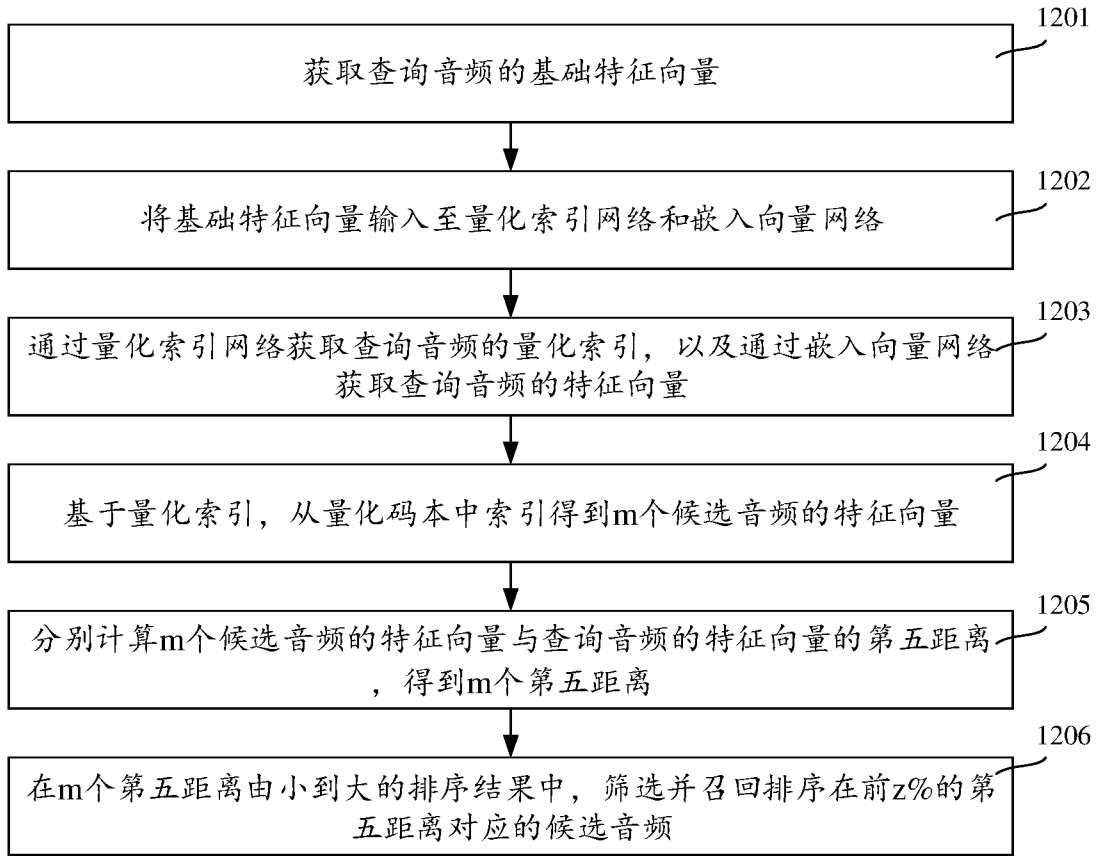 1201
获取查询音频的基础特征向量
1202
将基础特征向量输入至量化索引网络和嵌入向量网络
1203
通过量化索引网络获取查询音频的量化索引，以及通过嵌入向量网络
获取查询音频的特征向量
1204
基于量化索引，从量化码本中索引得到m个候选音频的特征向量
1205
分别计算m个候选音频的特征向量与查询音频的特征向量的第五距离
，得到m个第五距离
1206
在m个第五距离由小到大的排序结果中，筛选并召回排序在前z%的第
五距离对应的候选音频